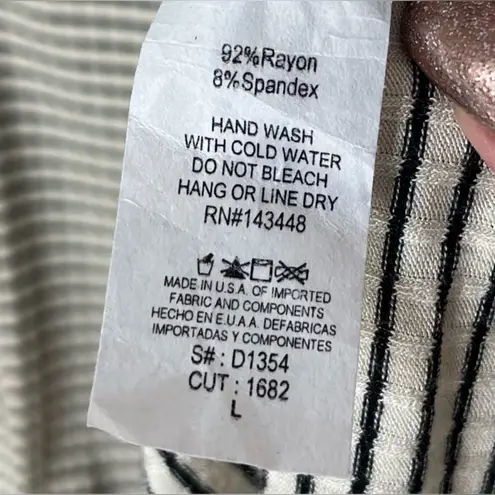 92%Rayon
8%Spandex
HAND WASH
WITH COLD WATER
DO NOT BLEACH
HANG OR LINE DRY
RN#143448
MADE IN U.S.A. OF IMPORTED
FABRIC AND COMPONENTS
HECHO EN E.U.A.A. DEFABRICAS
IMPORTADAS Y COMPONENTES
S#: D1354
CUT : 1682
L